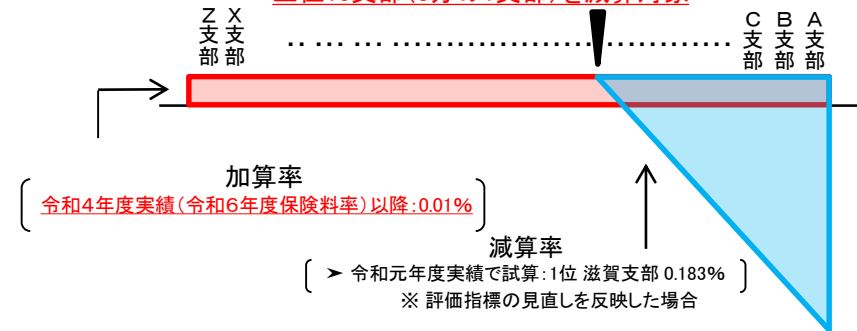 Z支部
X支部
‥ … … ……………………………
C支部
B支部
A支部
加算率
令和4年度実績(令和6年度保険料率)以降:0.01%
減算率
➤ 令和元年度実績で試算:1位 滋賀支部 0.183%
※ 評価指標の見直しを反映した場合